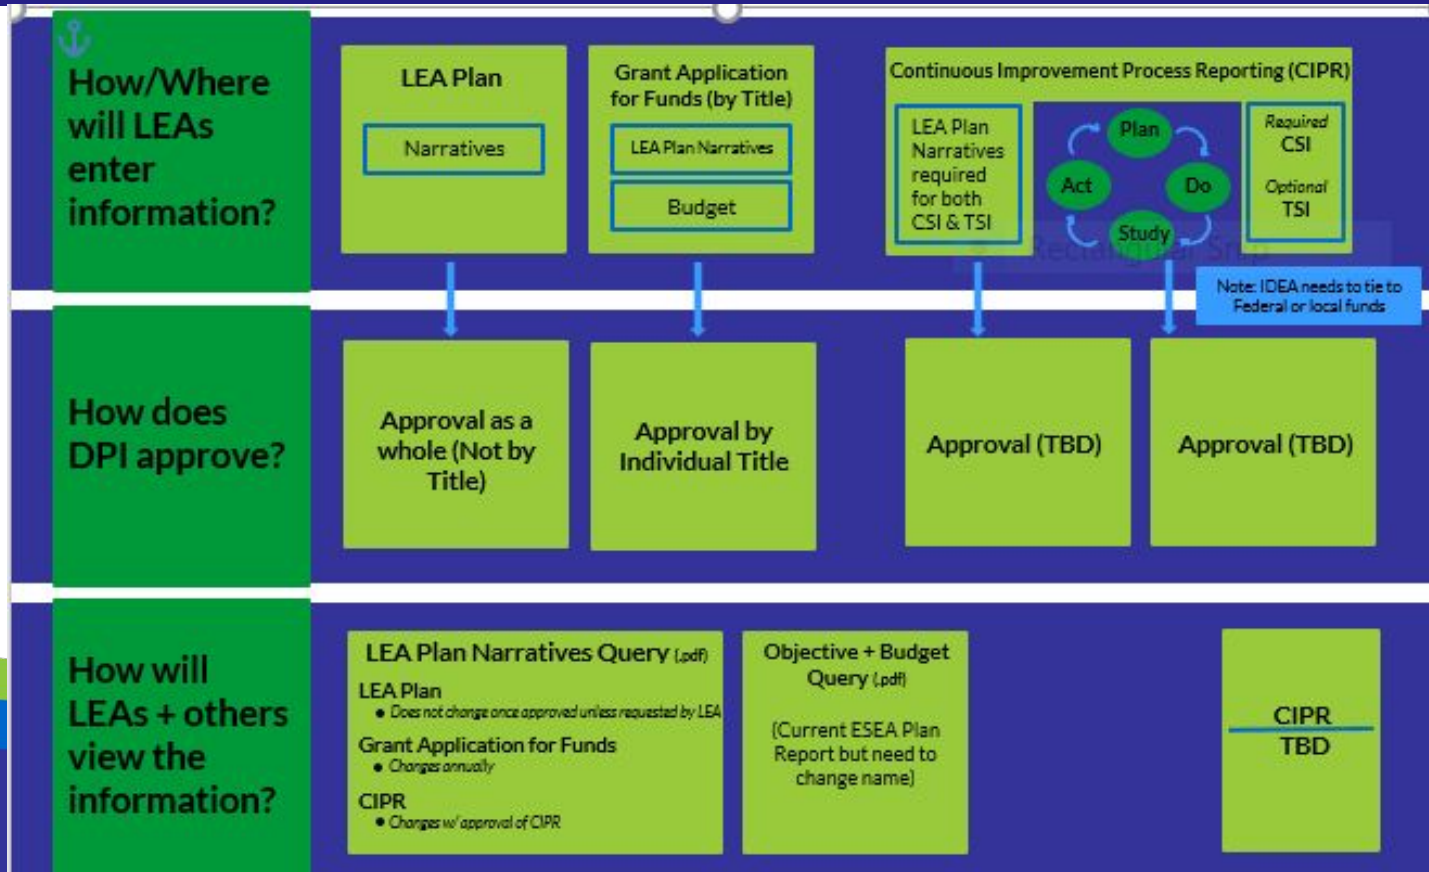 How/Where
will LEAs
enter
information?
LEA Plan
Narratives
Grant Application
for Funds (by Title)
LEA Plan Narratives
Budget
Continuous Improvement Process Reporting (CIPR)
LEA Plan
Narratives
required
for both
CSI & TSI
Plan
Do
Study
Act
Required
CSI
Optional
TSI
Rectangular Snip
Note: IDEA needs to tie to
Federal or local funds
How does
DPI approve?
Approval as a
whole (Not by
Title)
Approval by
Individual Title
Approval (TBD)
Approval (TBD)
How will
LEAs + others
view the
information?
LEA Plan Narratives Query (.pdf)
LEA Plan
● Does not change once approved unless requested by LEA
Grant Application for Funds
● Changes annually
CIPR
● Changes w/ approval of CIPR
Objective + Budget
Query (.pdf)
(Current ESEA Plan
Report but need to
change name)
CIPR
TBD